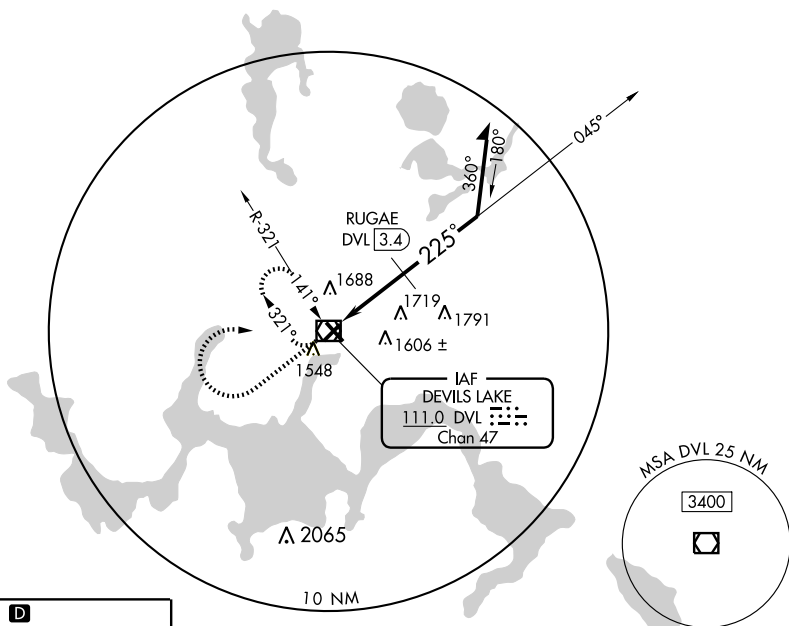 045°
360°
180°
RUGAE
DVL 3.4
225°
R-321
141°
321°
1688
1719
1791
1606 ±
1548
IAF
DEVILS LAKE
111.0 DVL
Chan 47
MSA DVL 25 NM
3400
2065
10 NM
D